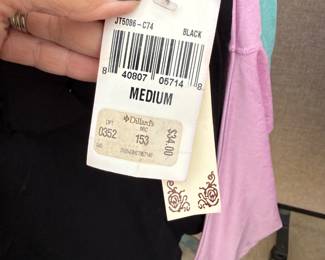 JT5086-C74
BLACK
8 40807 05714 8
MEDIUM
Dillard's
DPT
MIC
0352
153
$34.00